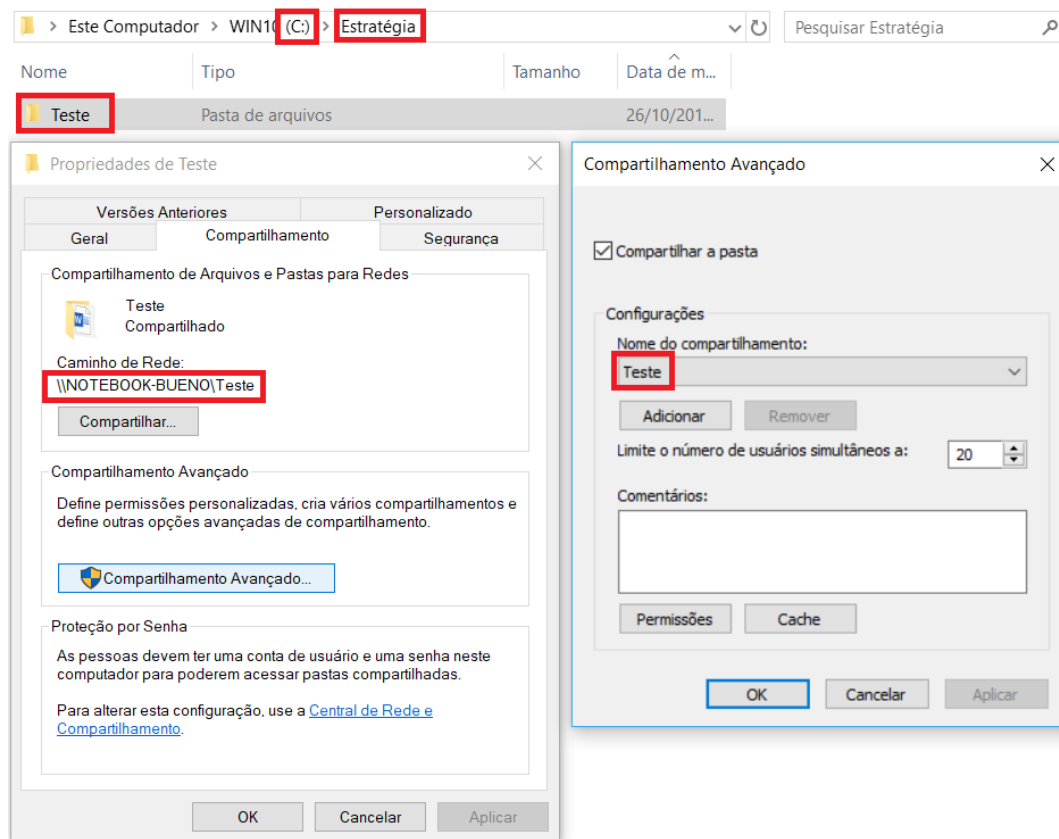 Este Computador > WIN10 (C:) > Estratégia
Pesquisar Estratégia
Nome Tipo Tamanho Data de m...
Teste Pasta de arquivos 26/10/201...
Propriedades de Teste
Versões Anteriores Personalizado
Geral Compartilhamento Segurança
Compartilhamento de Arquivos e Pastas para Redes
Teste
Compartilhado
Caminho de Rede:
\\NOTEBOOK-BUENO\Teste
Compartilhar...
Compartilhamento Avançado
Define permissões personalizadas, cria vários compartilhamentos e
define outras opções avançadas de compartilhamento.
Compartilhamento Avançado...
Proteção por Senha
As pessoas devem ter uma conta de usuário e uma senha neste
computador para poderem acessar pastas compartilhadas.
Para alterar esta configuração, use a Central de Rede e
Compartilhamento.
OK Cancelar Aplicar
Compartilhamento Avançado
Compartilhar a pasta
Configurações
Nome do compartilhamento:
Teste
Adicionar Remover
Limite o número de usuários simultâneos a: 20
Comentários:
Permissões Cache
OK Cancelar Aplicar